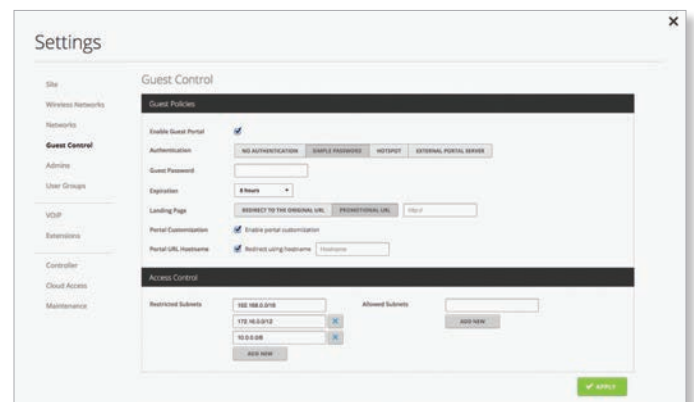 Settings
Site
Wireless Networks
Networks
Guest Control
Admins
User Groups
VOIP
Extensions
Controller
Cloud Access
Maintenance
Guest Control
Guest Policies
Enable Guest Portal
Authentication NO AUTHENTICATION SIMPLE PASSWORD HOTSPOT EXTERNAL PORTAL SERVER
Guest Password
Expiration 8 hours
Landing Page REDIRECT TO THE ORIGINAL URL PROMOTIONAL URL http://
Portal Customization Enable portal customization
Portal URL Hostname Redirect using hostname Hostname
Access Control
Restricted Subnets 192.168.0.0/16 Allowed Subnets
172.16.0.0/12 ADD NEW
10.0.0.0/8
ADD NEW
APPLY